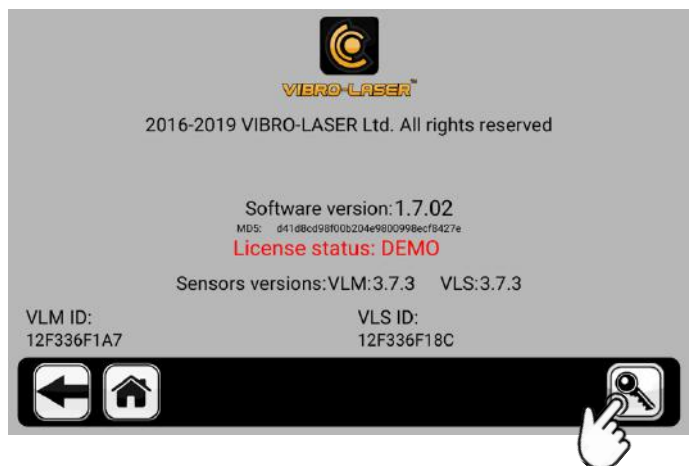 VIBRO-LASER™
2016-2019 VIBRO-LASER Ltd. All rights reserved
Software version:1.7.02
MD5: d41d8cd98f00b204e9800998ecf8427e
License status: DEMO
Sensors versions:VLM:3.7.3 VLS:3.7.3
VLM ID: VLS ID:
12F336F1A7 12F336F18C